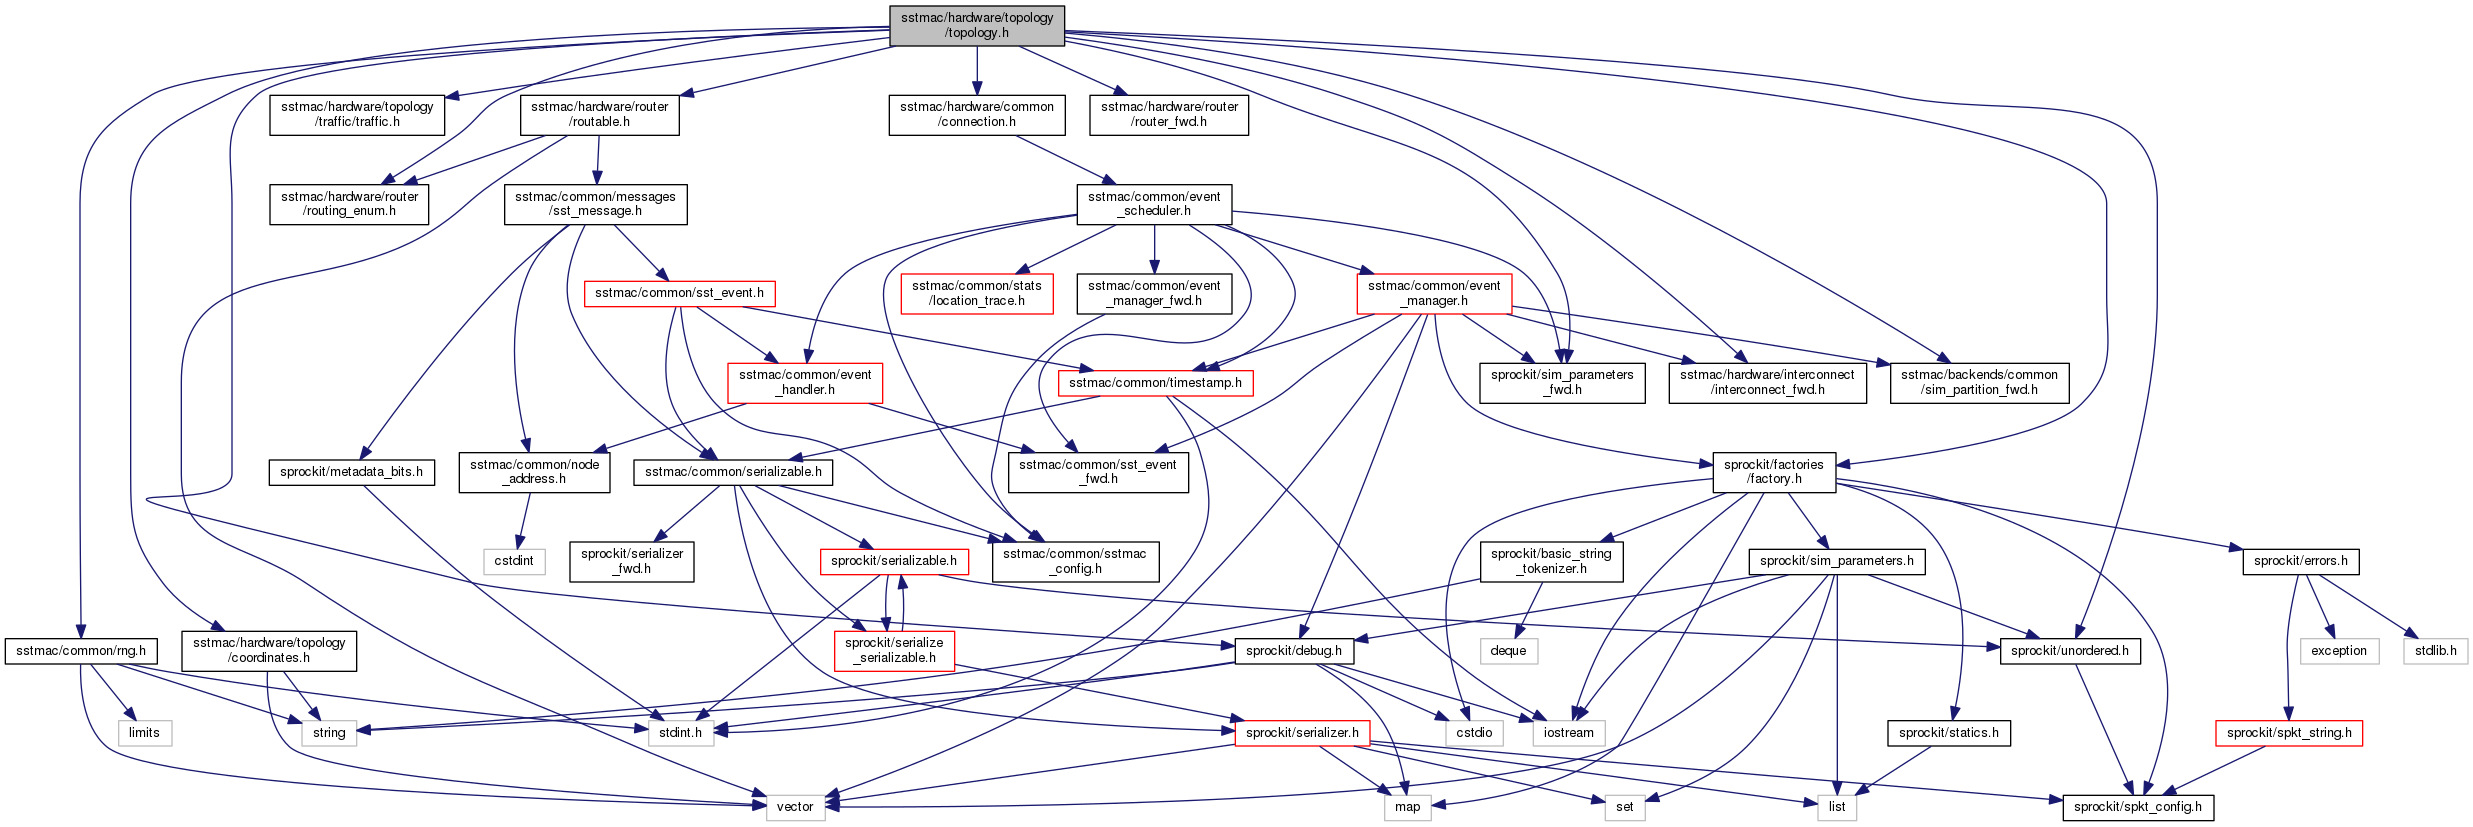 sstmac/hardware/topology
/topology.h
sstmac/hardware/topology
/traffic/traffic.h
sstmac/hardware/router
/routable.h
sstmac/hardware/common
/connection.h
sstmac/hardware/router
/router_fwd.h
sstmac/hardware/router
/routing_enum.h
sstmac/common/messages
/sst_message.h
sstmac/common/event
_scheduler.h
sstmac/common/sst_event.h
sstmac/common/stats
/location_trace.h
sstmac/common/event
_manager_fwd.h
sstmac/common/event
_manager.h
sstmac/common/event
_handler.h
sstmac/common/timestamp.h
sprockit/sim_parameters
_fwd.h
sstmac/hardware/interconnect
/interconnect_fwd.h
sstmac/backends/common
/sim_partition_fwd.h
sprockit/metadata_bits.h
sstmac/common/node
_address.h
sstmac/common/serializable.h
sstmac/common/sst_event
_fwd.h
sprockit/factories
/factory.h
cstdint
sprockit/serializer
_fwd.h
sprockit/serializable.h
sstmac/common/sstmac
_config.h
sprockit/basic_string
_tokenizer.h
sprockit/sim_parameters.h
sprockit/errors.h
sstmac/common/rng.h
sstmac/hardware/topology
/coordinates.h
sprockit/serialize
_serializable.h
sprockit/debug.h
deque
sprockit/unordered.h
exception
stdlib.h
limits
string
stdint.h
sprockit/serializer.h
cstdio
iostream
sprockit/statics.h
sprockit/spkt_string.h
vector
map
set
list
sprockit/spkt_config.h